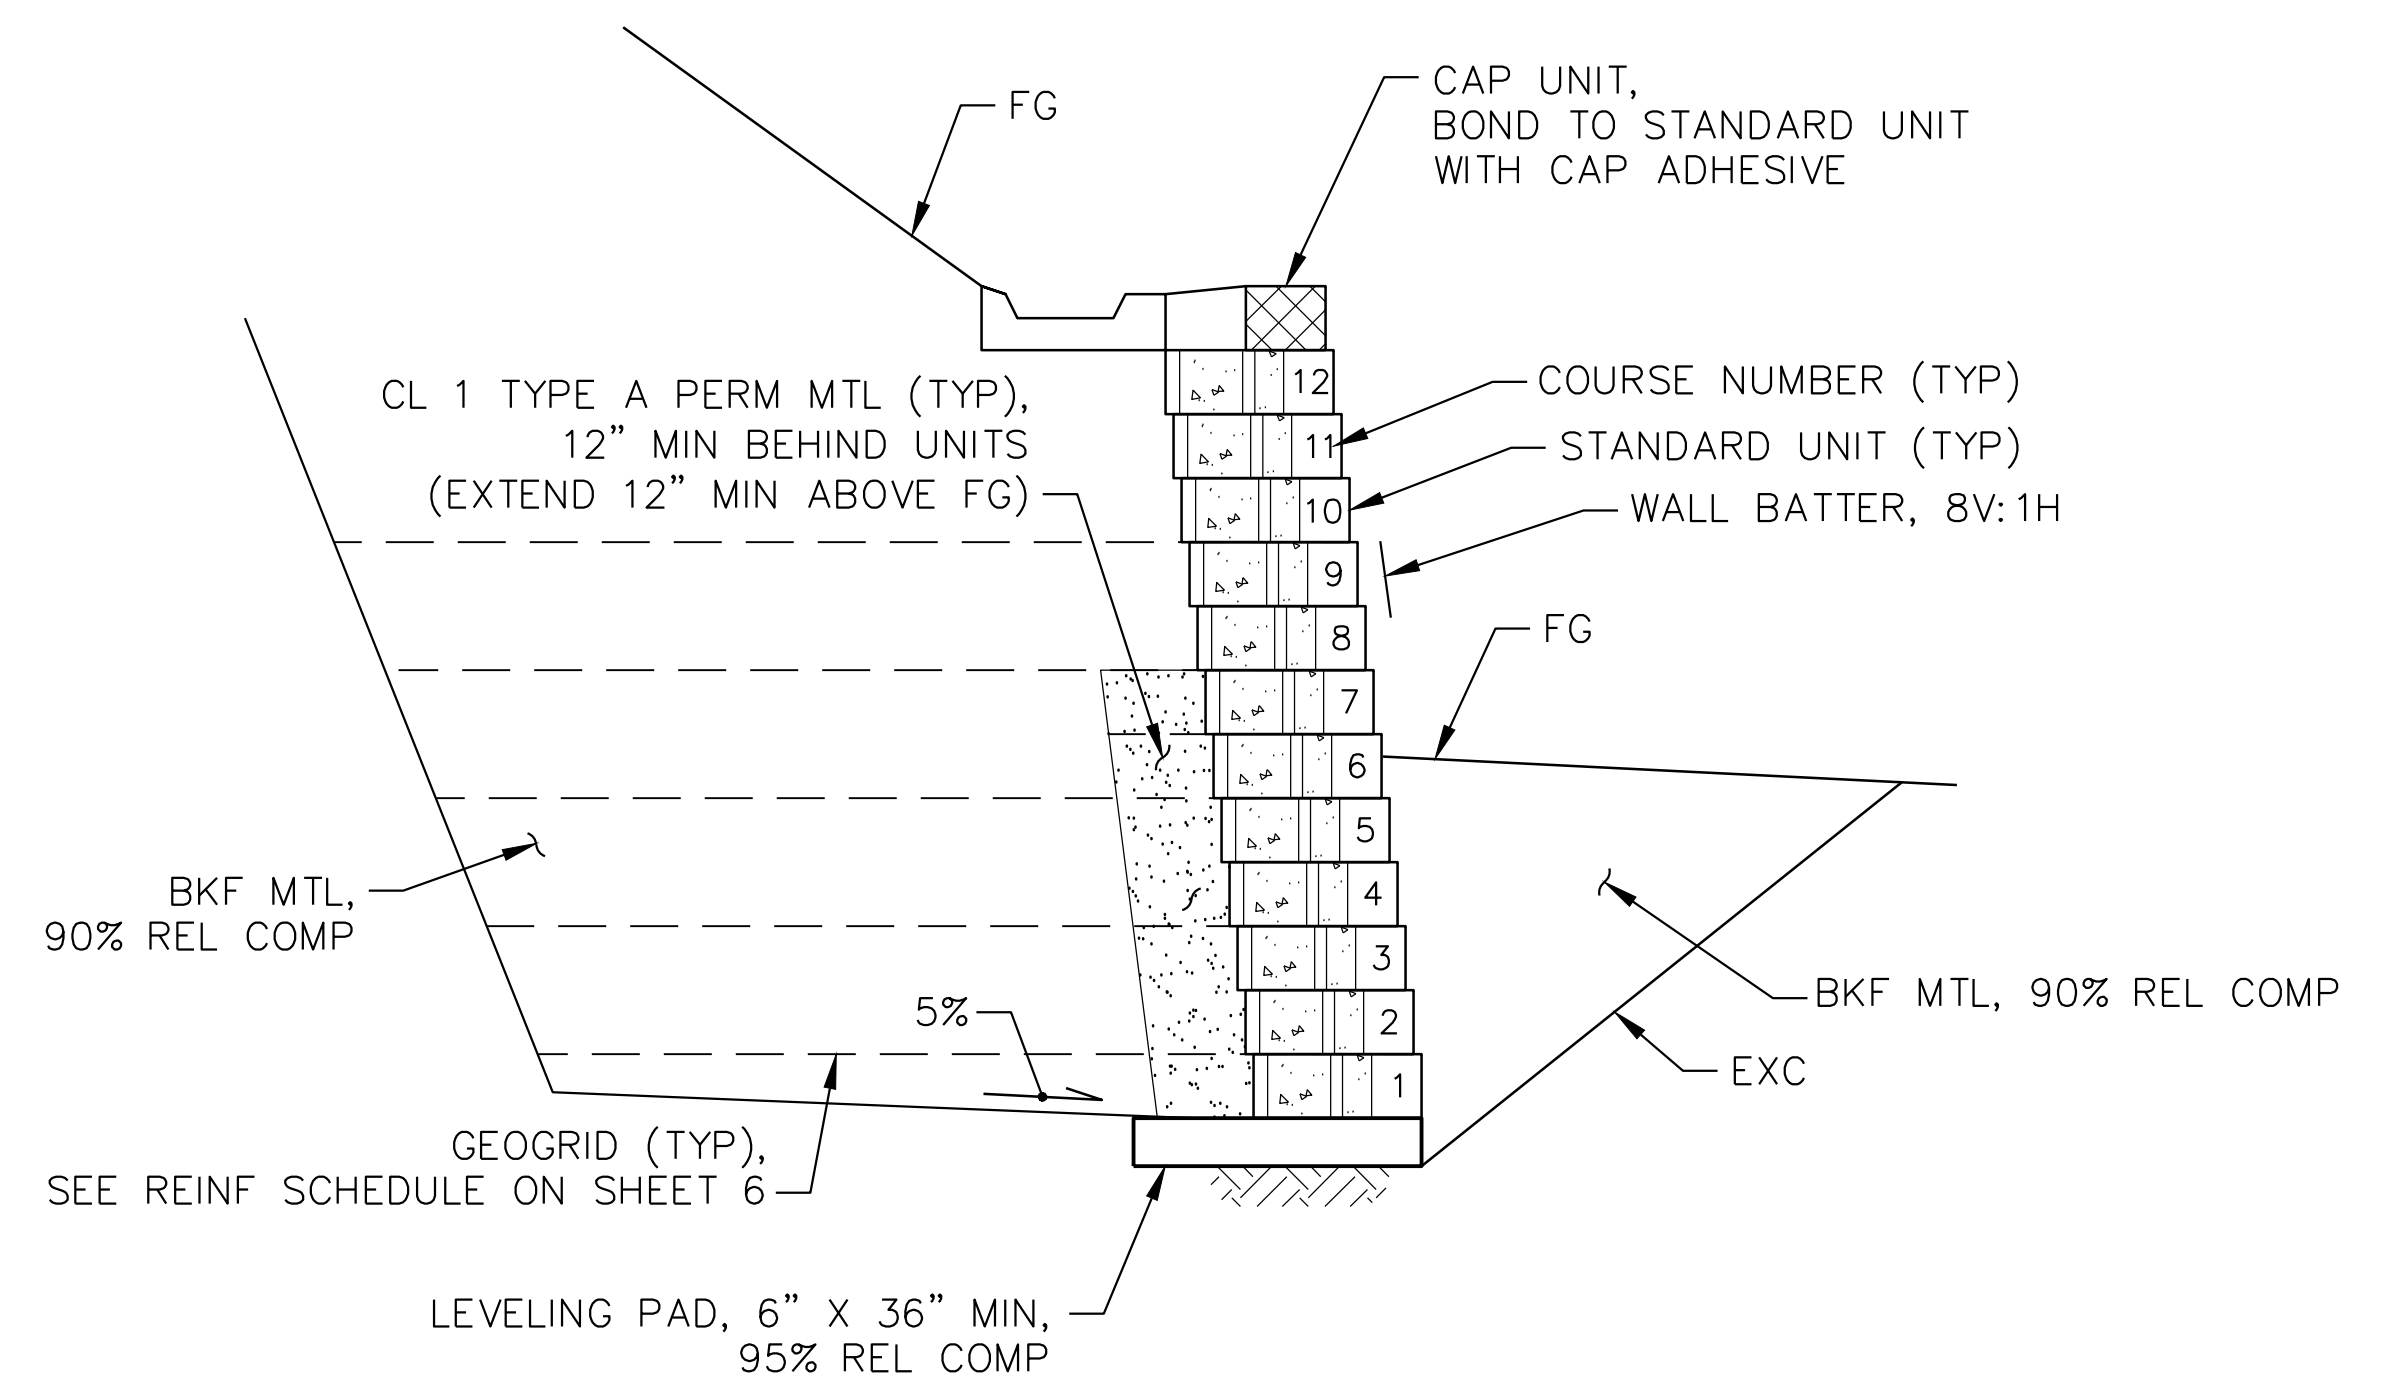 FG
CAP UNIT,
BOND TO STANDARD UNIT
WITH CAP ADHESIVE
CL 1 TYPE A PERM MTL (TYP),
12” MIN BEHIND UNITS
(EXTEND 12” MIN ABOVE FG)
12
11
10
9
8
7
6
5
4
3
2
1
COURSE NUMBER (TYP)
STANDARD UNIT (TYP)
WALL BATTER, 8V:1H
FG
BKF MTL,
90% REL COMP
5%
BKF MTL, 90% REL COMP
EXC
GEOGRID (TYP),
SEE REINF SCHEDULE ON SHEET 6
LEVELING PAD, 6” X 36” MIN,
95% REL COMP